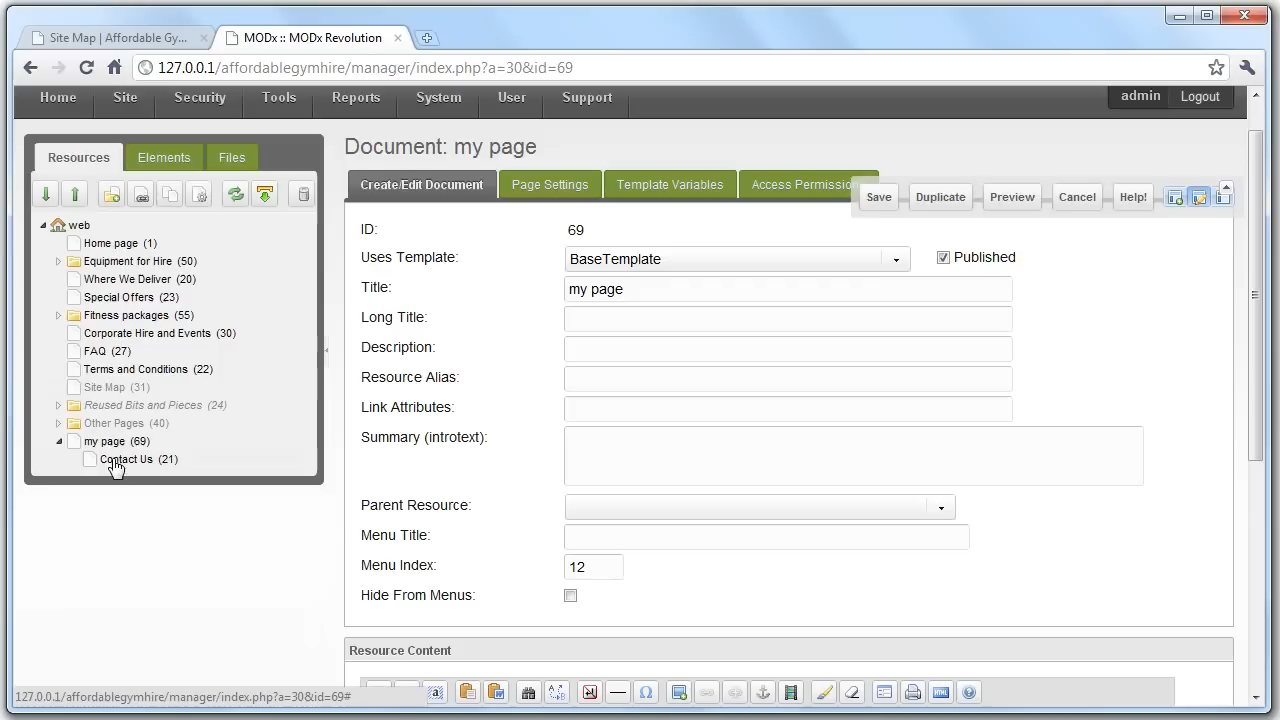 Site Map | Affordable Gy...
MODx :: MODx Revolution
127.0.0.1/affordablegymhire/manager/index.php?a=30&id=69
Home Site Security Tools Reports System User Support
admin Logout
Resources Elements Files
web
Home page (1)
Equipment for Hire (50)
Where We Deliver (20)
Special Offers (23)
Fitness packages (55)
Corporate Hire and Events (30)
FAQ (27)
Terms and Conditions (22)
Site Map (31)
Reused Bits and Pieces (24)
Other Pages (40)
my page (69)
Contact Us (21)
Document: my page
Create/Edit Document Page Settings Template Variables Access Permissio
Save Duplicate Preview Cancel Help!
ID: 69
Uses Template: BaseTemplate Published
Title: my page
Long Title:
Description:
Resource Alias:
Link Attributes:
Summary (introtext):
Parent Resource:
Menu Title:
Menu Index: 12
Hide From Menus:
Resource Content
HTML
127.0.0.1/affordablegymhire/manager/index.php?a=30&id=69#